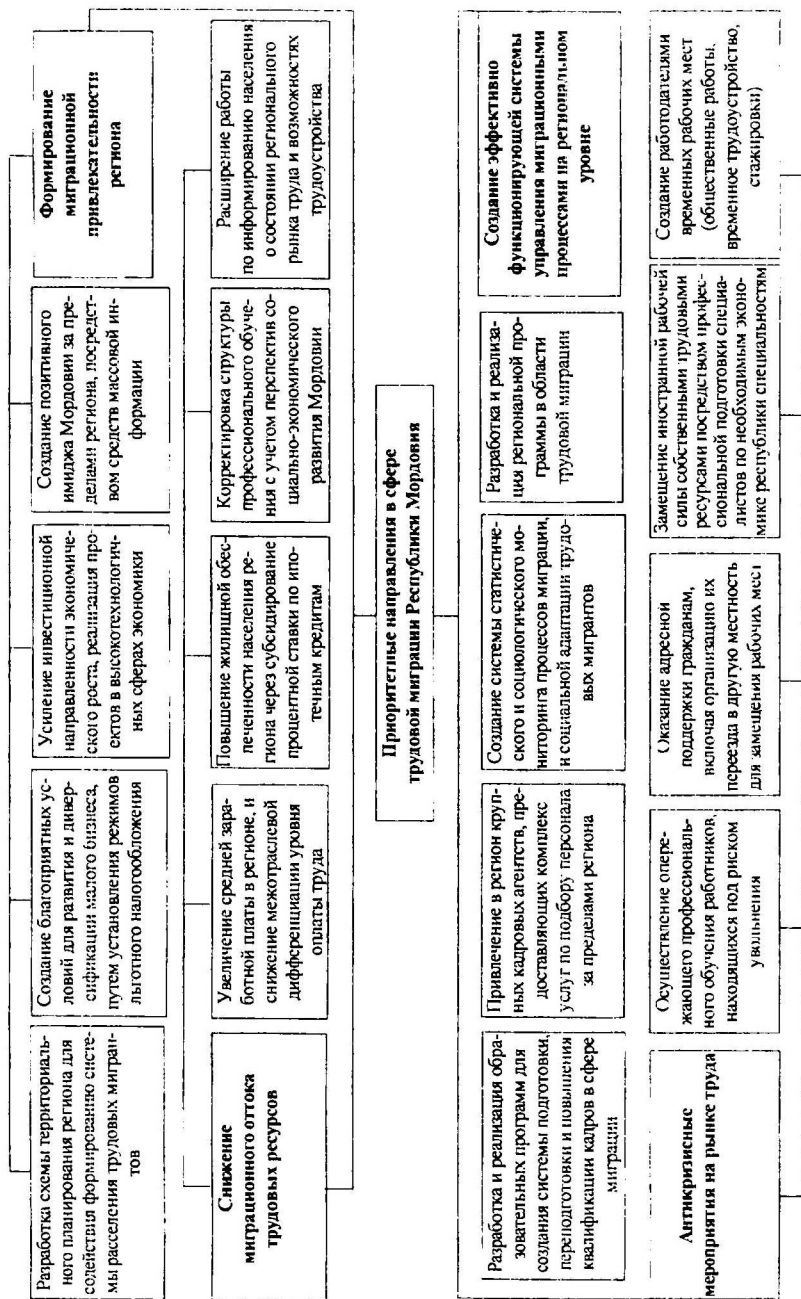 Разработка схемы территориаль-
ного планирования региона для
содействия формированию систе-
мы расселения трудовых мигран-
тов
Создание благоприятных ус-
ловий для развития и дивер-
сификации малого бизнеса,
путем установления режимов
льготного налогообложения
Усиление инвестиционной
направленности экономиче-
ского роста, реализация про-
ектов в высокотехнологич-
ных сферах экономики
Создание позитивного
имиджа Мордовии за пре-
делами региона, посредст-
вом средств массовой ин-
формации
Формирование
миграционной
привлекательности
региона
Снижение
миграционного оттока
трудовых ресурсов
Увеличение средней зара-
ботной платы в регионе, и
снижение межотраслевой
дифференциации уровня
оплаты труда
Повышение жилищной обес-
печенности населения ре-
гиона через субсидирование
процентной ставки по ипо-
течным кредитам
Корректировка структуры
профессионального обуче-
ния с учетом перспектив со-
циально-экономического
развития Мордовии
Расширение работы
по информированию населения
о состоянии регионального
рынка труда и возможностях
трудоустройства
Приоритетные направления в сфере
трудовой миграции Республики Мордовия
Разработка и реализация обра-
зовательных программ для
создания системы подготовки,
переподготовки и повышения
квалификации кадров в сфере
миграции
Привлечение в регион круп-
ных кадровых агентств, пре-
доставляющих комплекс
услуг по подбору персонала
за пределами региона
Создание системы статистиче-
ского и социологического мо-
ниторинга процессов миграции,
и социальной адаптации трудо-
вых мигрантов
Разработка и реализа-
ция региональной про-
граммы в области
трудовой миграции
Создание эффективно
функционирующей системы
управления миграционными
процессами на региональном
уровне
Антикризисные
мероприятия на рынке труда
Осуществление опере-
жающего профессиональ-
ного обучения работников,
находящихся под риском
увольнения
Оказание адресной
поддержки гражданам,
включая организацию их
переезда в другую местность
для замещения рабочих мест
Замещение иностранной рабочей
силы собственными трудовыми
ресурсами посредством профес-
сиональной подготовки специа-
листов по необходимым эконо-
мике республики специальностям
Создание работодателями
временных рабочих мест
(общественные работы,
временное трудоустройство,
стажировки)